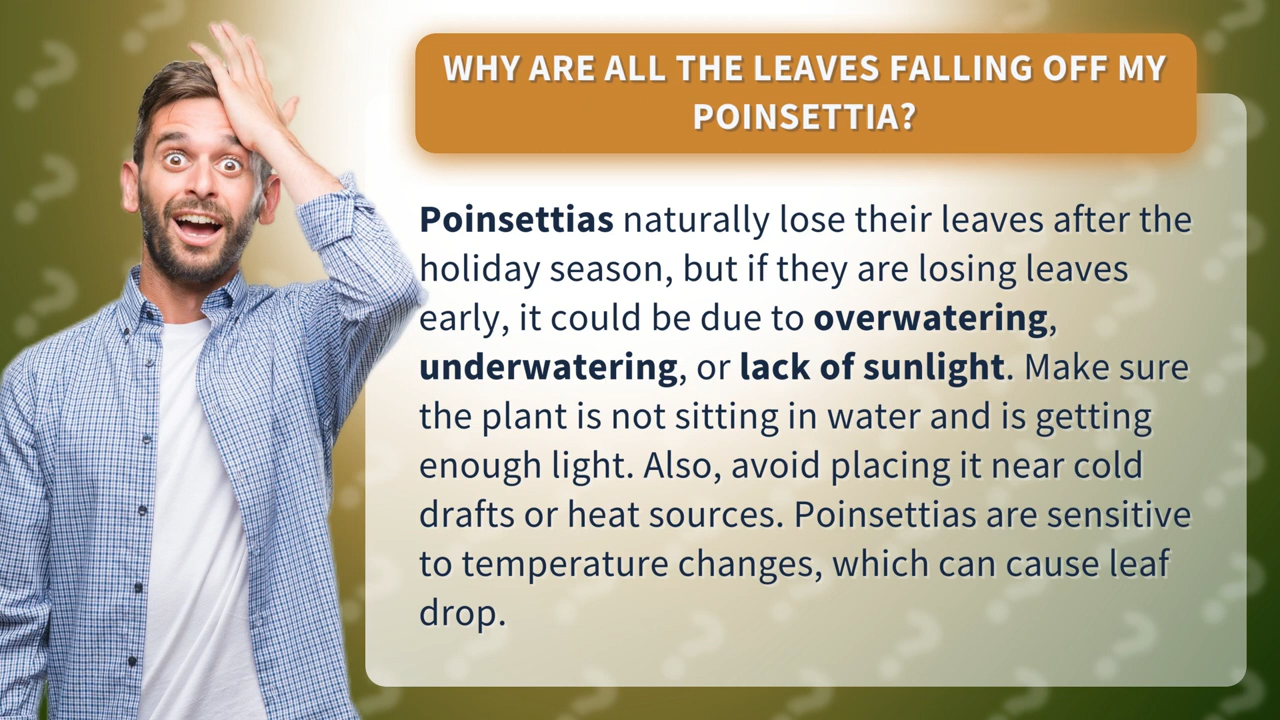 WHY ARE ALL THE LEAVES FALLING OFF MY
POINSETTIA?
Poinsettias naturally lose their leaves after the
holiday season, but if they are losing leaves
early, it could be due to overwatering,
underwatering, or lack of sunlight. Make sure
the plant is not sitting in water and is getting
enough light. Also, avoid placing it near cold
drafts or heat sources. Poinsettias are sensitive
to temperature changes, which can cause leaf
drop.